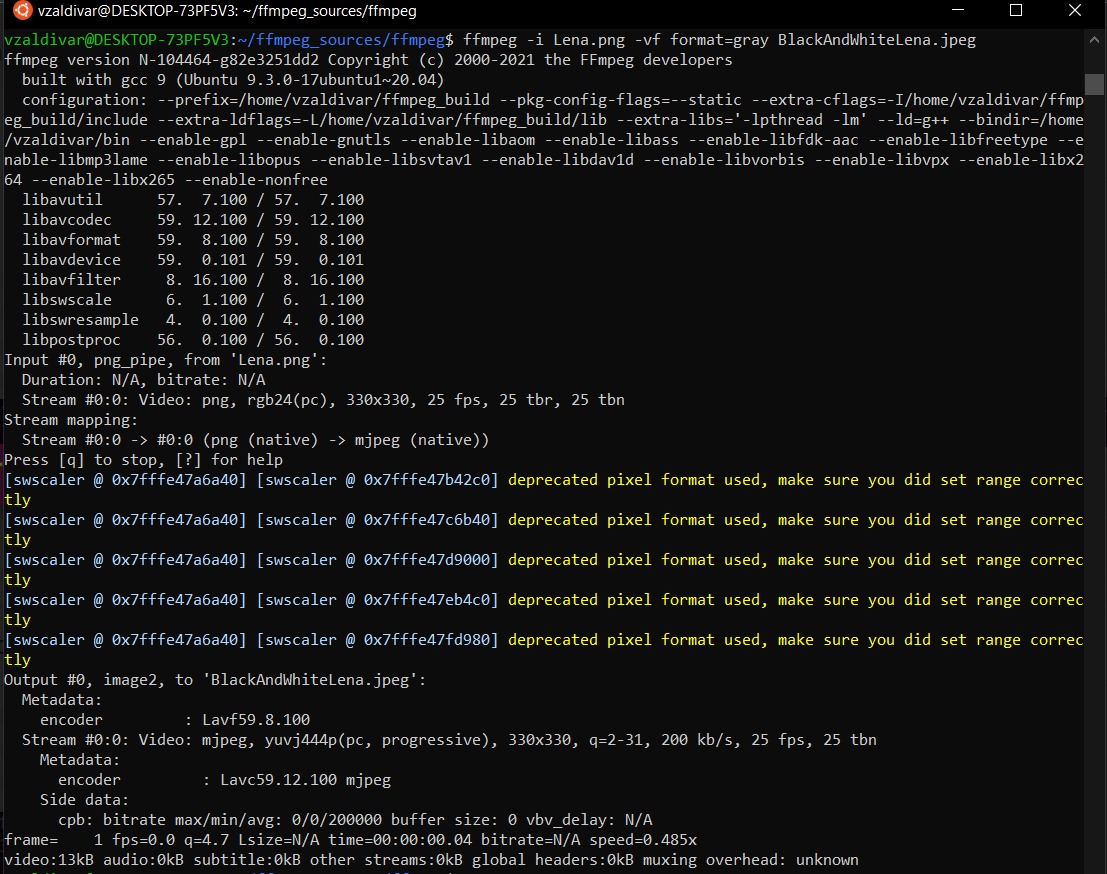 vzaldivar@DESKTOP-73PF5V3: ~/ffmpeg_sources/ffmpeg
vzaldivar@DESKTOP-73PF5V3:~/ffmpeg_sources/ffmpeg$ ffmpeg -i Lena.png -vf format=gray BlackAndWhiteLena.jpeg
ffmpeg version N-104464-g82e3251dd2 Copyright (c) 2000-2021 the FFmpeg developers
  built with gcc 9 (Ubuntu 9.3.0-17ubuntu1~20.04)
  configuration: --prefix=/home/vzaldivar/ffmpeg_build --pkg-config-flags=--static --extra-cflags=-I/home/vzaldivar/ffmp
eg_build/include --extra-ldflags=-L/home/vzaldivar/ffmpeg_build/lib --extra-libs='-lpthread -lm' --ld=g++ --bindir=/home
/vzaldivar/bin --enable-gpl --enable-gnutls --enable-libaom --enable-libass --enable-libfdk-aac --enable-libfreetype --e
nable-libmp3lame --enable-libopus --enable-libsvtav1 --enable-libdav1d --enable-libvorbis --enable-libvpx --enable-libx2
64 --enable-libx265 --enable-nonfree
  libavutil      57.  7.100 / 57.  7.100
  libavcodec     59. 12.100 / 59. 12.100
  libavformat    59.  8.100 / 59.  8.100
  libavdevice    59.  0.101 / 59.  0.101
  libavfilter     8. 16.100 /  8. 16.100
  libswscale      6.  1.100 /  6.  1.100
  libswresample   4.  0.100 /  4.  0.100
  libpostproc    56.  0.100 / 56.  0.100
Input #0, png_pipe, from 'Lena.png':
  Duration: N/A, bitrate: N/A
  Stream #0:0: Video: png, rgb24(pc), 330x330, 25 fps, 25 tbr, 25 tbn
Stream mapping:
  Stream #0:0 -> #0:0 (png (native) -> mjpeg (native))
Press [q] to stop, [?] for help
[swscaler @ 0x7fffe47a6a40] [swscaler @ 0x7fffe47b42c0] deprecated pixel format used, make sure you did set range correc
tly
[swscaler @ 0x7fffe47a6a40] [swscaler @ 0x7fffe47c6b40] deprecated pixel format used, make sure you did set range correc
tly
[swscaler @ 0x7fffe47a6a40] [swscaler @ 0x7fffe47d9000] deprecated pixel format used, make sure you did set range correc
tly
[swscaler @ 0x7fffe47a6a40] [swscaler @ 0x7fffe47eb4c0] deprecated pixel format used, make sure you did set range correc
tly
[swscaler @ 0x7fffe47a6a40] [swscaler @ 0x7fffe47fd980] deprecated pixel format used, make sure you did set range correc
tly
Output #0, image2, to 'BlackAndWhiteLena.jpeg':
  Metadata:
    encoder         : Lavf59.8.100
  Stream #0:0: Video: mjpeg, yuvj444p(pc, progressive), 330x330, q=2-31, 200 kb/s, 25 fps, 25 tbn
    Metadata:
      encoder         : Lavc59.12.100 mjpeg
    Side data:
      cpb: bitrate max/min/avg: 0/0/200000 buffer size: 0 vbv_delay: N/A
frame=    1 fps=0.0 q=4.7 Lsize=N/A time=00:00:00.04 bitrate=N/A speed=0.485x
video:13kB audio:0kB subtitle:0kB other streams:0kB global headers:0kB muxing overhead: unknown